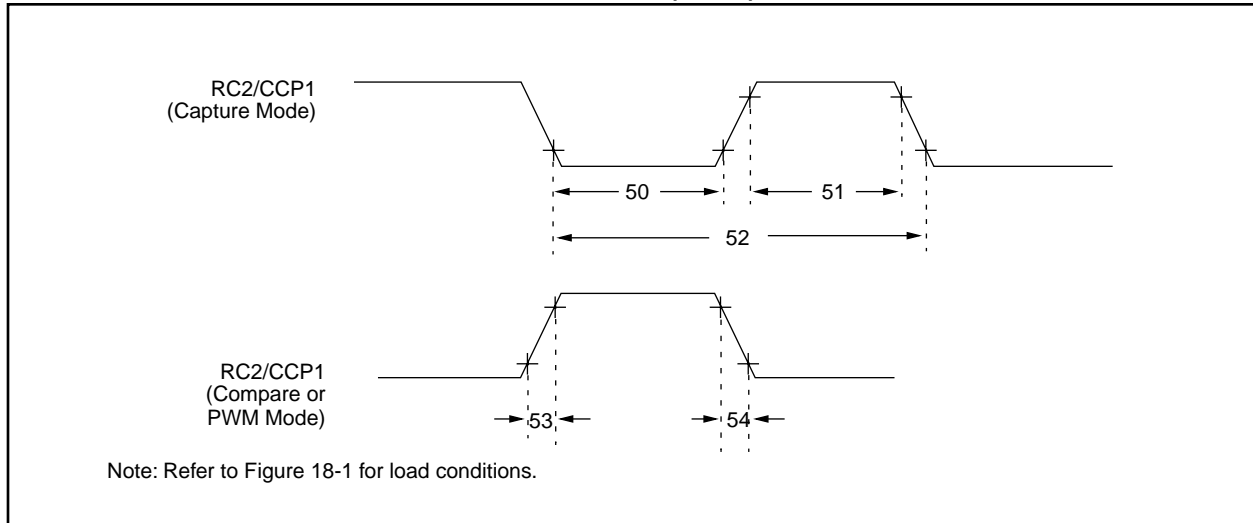 RC2/CCP1
(Capture Mode)
50
51
52
RC2/CCP1
(Compare or
PWM Mode)
53
54
Note: Refer to Figure 18-1 for load conditions.